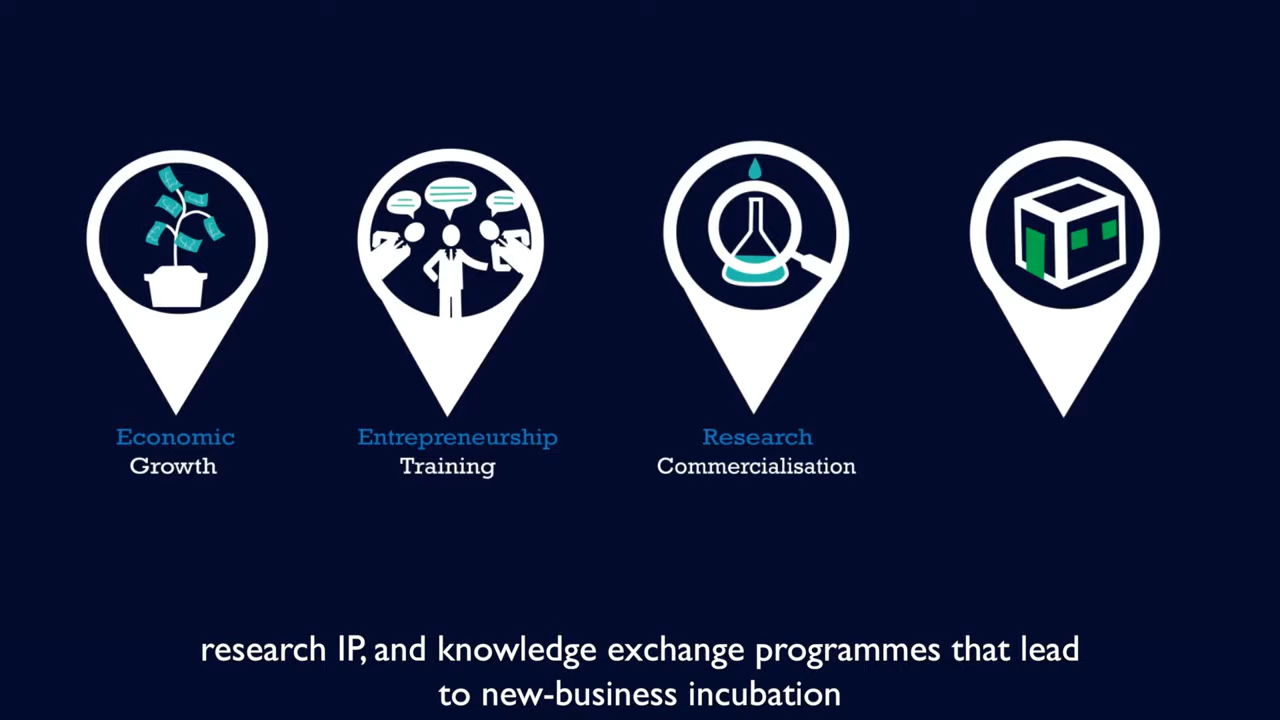 Economic
Growth
Entrepreneurship
Training
Research
Commercialisation
research IP, and knowledge exchange programmes that lead
to new-business incubation